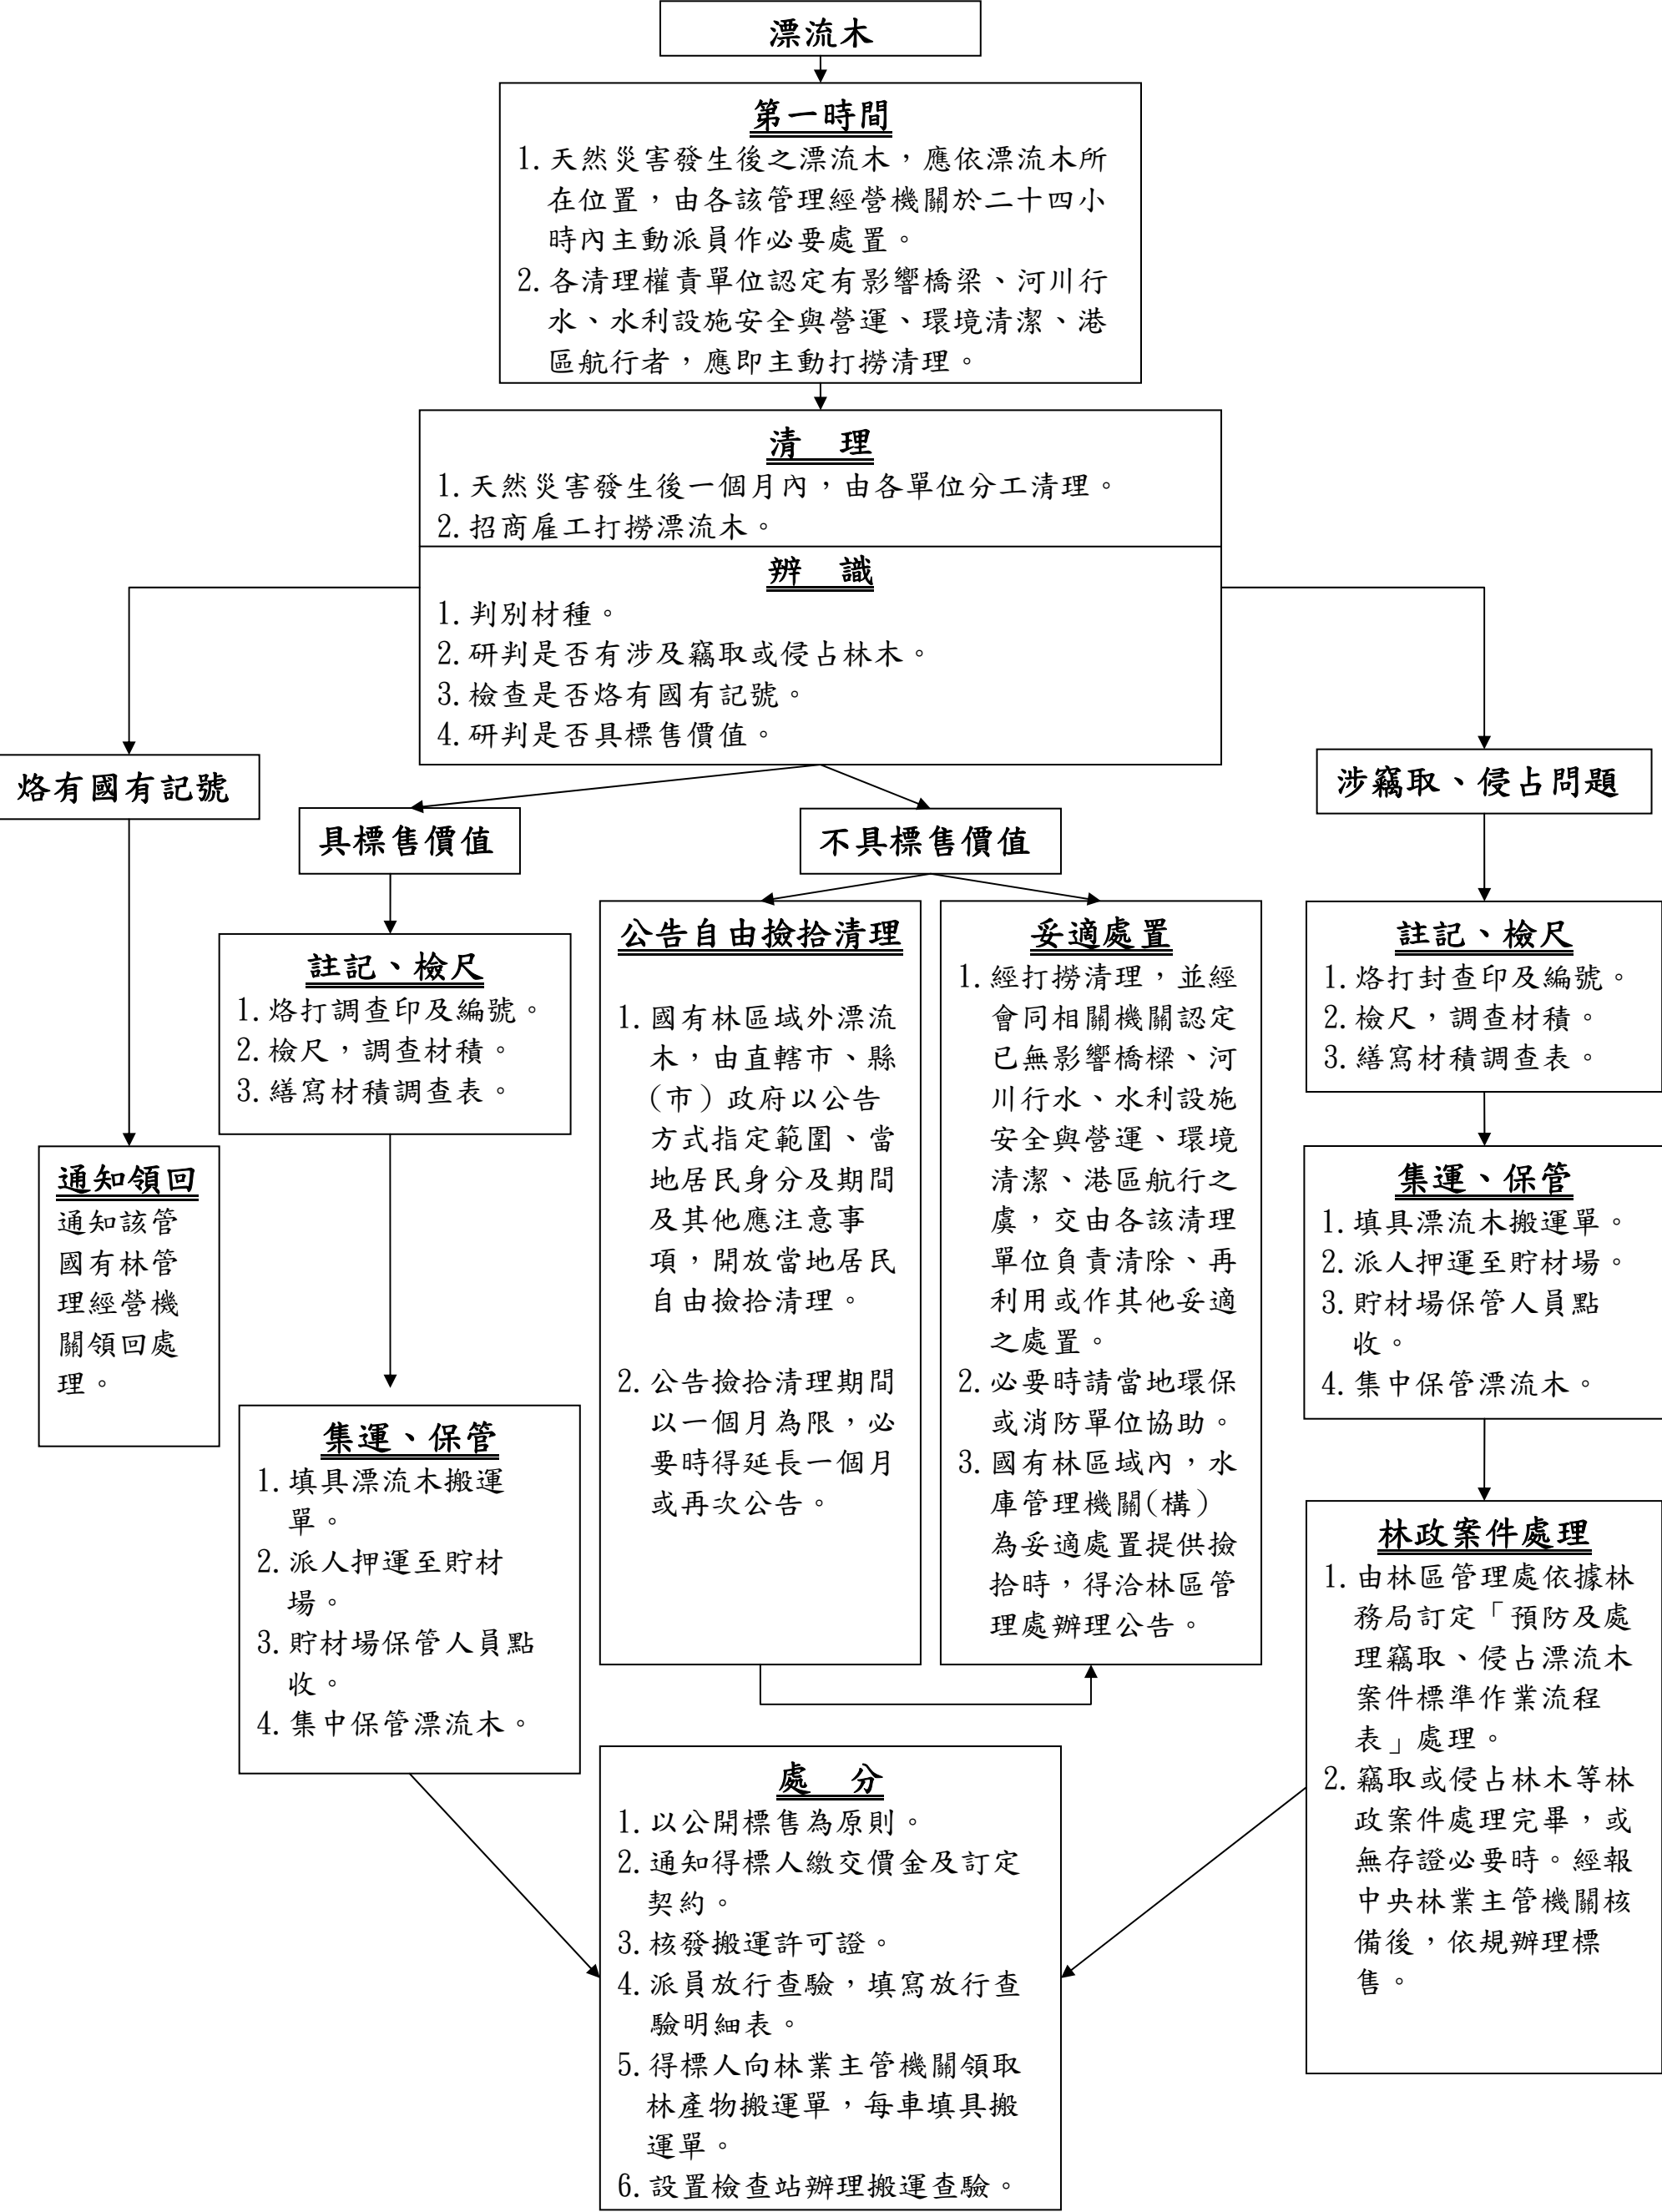 漂流木
第一時間
1. 天然災害發生後之漂流木，應依漂流木所
在位置，由各該管理經營機關於二十四小
時內主動派員作必要處置。
2. 各清理權責單位認定有影響橋梁、河川行
水、水利設施安全與營運、環境清潔、港
區航行者，應即主動打撈清理。
清　理
1. 天然災害發生後一個月內，由各單位分工清理。
2. 招商雇工打撈漂流木。
辨　識
1. 判別材種。
2. 研判是否有涉及竊取或侵占林木。
3. 檢查是否烙有國有記號。
4. 研判是否具標售價值。
烙有國有記號
通知領回
通知該管
國有林管
理經營機
關領回處
理。
具標售價值
註記、檢尺
1. 烙打調查印及編號。
2. 檢尺，調查材積。
3. 繕寫材積調查表。
集運、保管
1. 填具漂流木搬運
單。
2. 派人押運至貯材
場。
3. 貯材場保管人員點
收。
4. 集中保管漂流木。
不具標售價值
公告自由撿拾清理
1. 國有林區域外漂流
木，由直轄市、縣
(市）政府以公告
方式指定範圍、當
地居民身分及期間
及其他應注意事
項，開放當地居民
自由撿拾清理。
2. 公告撿拾清理期間
以一個月為限，必
要時得延長一個月
或再次公告。
妥適處置
1. 經打撈清理，並經
會同相關機關認定
已無影響橋樑、河
川行水、水利設施
安全與營運、環境
清潔、港區航行之
虞，交由各該清理
單位負責清除、再
利用或作其他妥適
之處置。
2. 必要時請當地環保
或消防單位協助。
3. 國有林區域內，水
庫管理機關(構)
為妥適處置提供撿
拾時，得洽林區管
理處辦理公告。
涉竊取、侵占問題
註記、檢尺
1. 烙打封查印及編號。
2. 檢尺，調查材積。
3. 繕寫材積調查表。
集運、保管
1. 填具漂流木搬運單。
2. 派人押運至貯材場。
3. 貯材場保管人員點
收。
4. 集中保管漂流木。
林政案件處理
1. 由林區管理處依據林
務局訂定「預防及處
理竊取、侵占漂流木
案件標準作業流程
表」處理。
2. 竊取或侵占林木等林
政案件處理完畢，或
無存證必要時。經報
中央林業主管機關核
備後，依規辦理標
售。
處　分
1. 以公開標售為原則。
2. 通知得標人繳交價金及訂定
契約。
3. 核發搬運許可證。
4. 派員放行查驗，填寫放行查
驗明細表。
5. 得標人向林業主管機關領取
林產物搬運單，每車填具搬
運單。
6. 設置檢查站辦理搬運查驗。